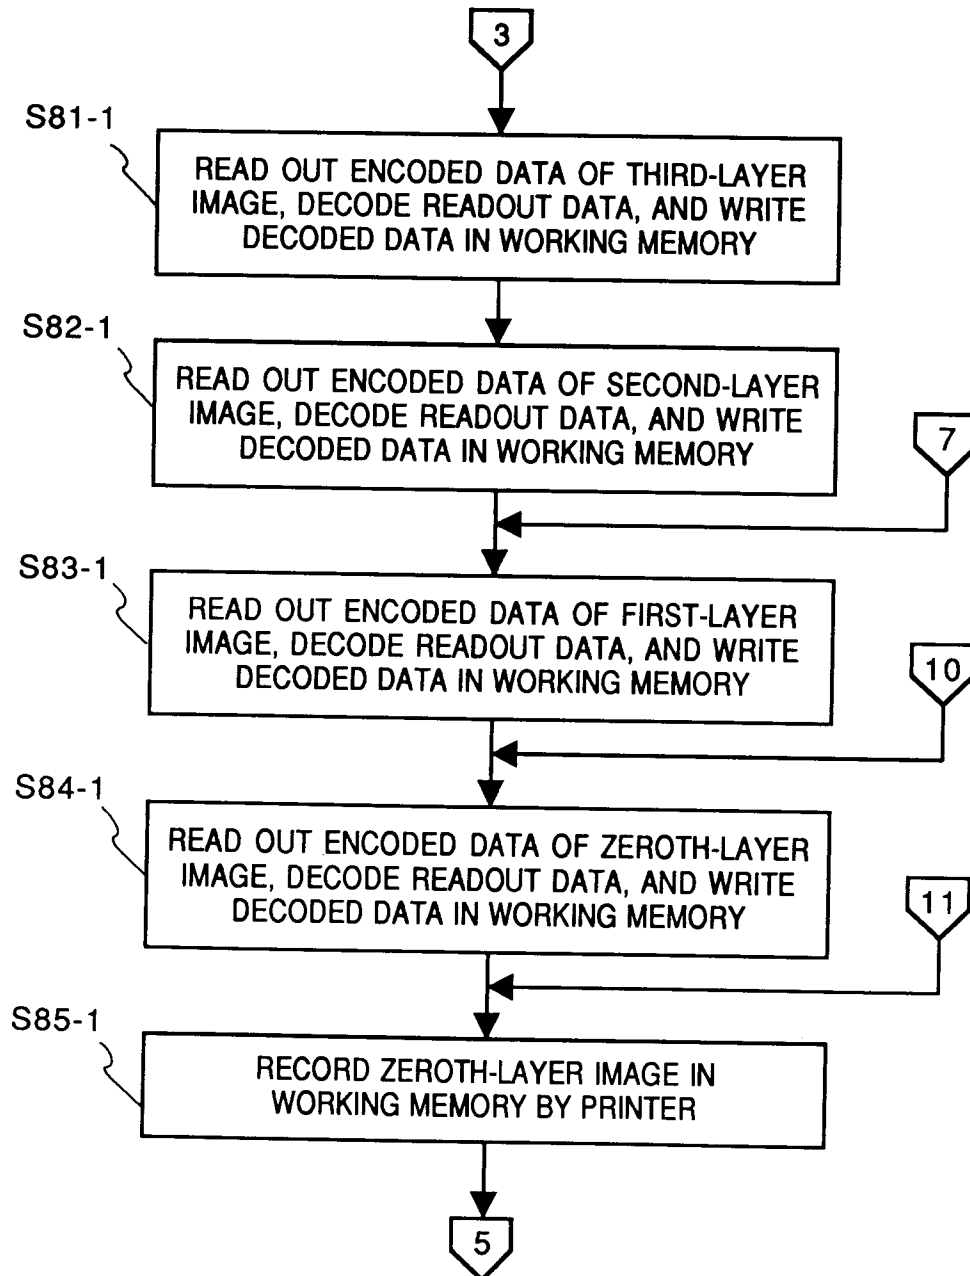 3
S81-1
READ OUT ENCODED DATA OF THIRD-LAYER
IMAGE, DECODE READOUT DATA, AND WRITE
DECODED DATA IN WORKING MEMORY
S82-1
READ OUT ENCODED DATA OF SECOND-LAYER
IMAGE, DECODE READOUT DATA, AND WRITE
DECODED DATA IN WORKING MEMORY
7
S83-1
READ OUT ENCODED DATA OF FIRST-LAYER
IMAGE, DECODE READOUT DATA, AND WRITE
DECODED DATA IN WORKING MEMORY
10
S84-1
READ OUT ENCODED DATA OF ZEROTH-LAYER
IMAGE, DECODE READOUT DATA, AND WRITE
DECODED DATA IN WORKING MEMORY
11
S85-1
RECORD ZEROTH-LAYER IMAGE IN
WORKING MEMORY BY PRINTER
5